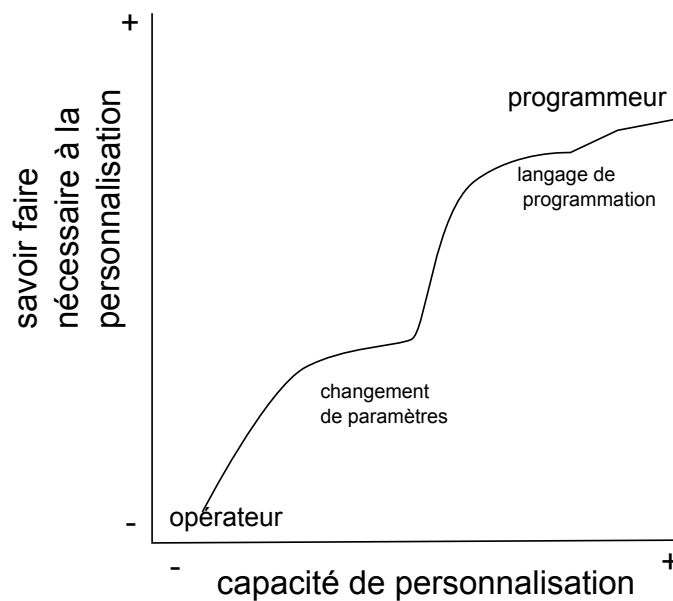 +
programmeur
langage de
programmation
savoir faire
nécessaire à la
personnalisation
changement
de paramètres
opérateur
-
-
+
capacité de personnalisation